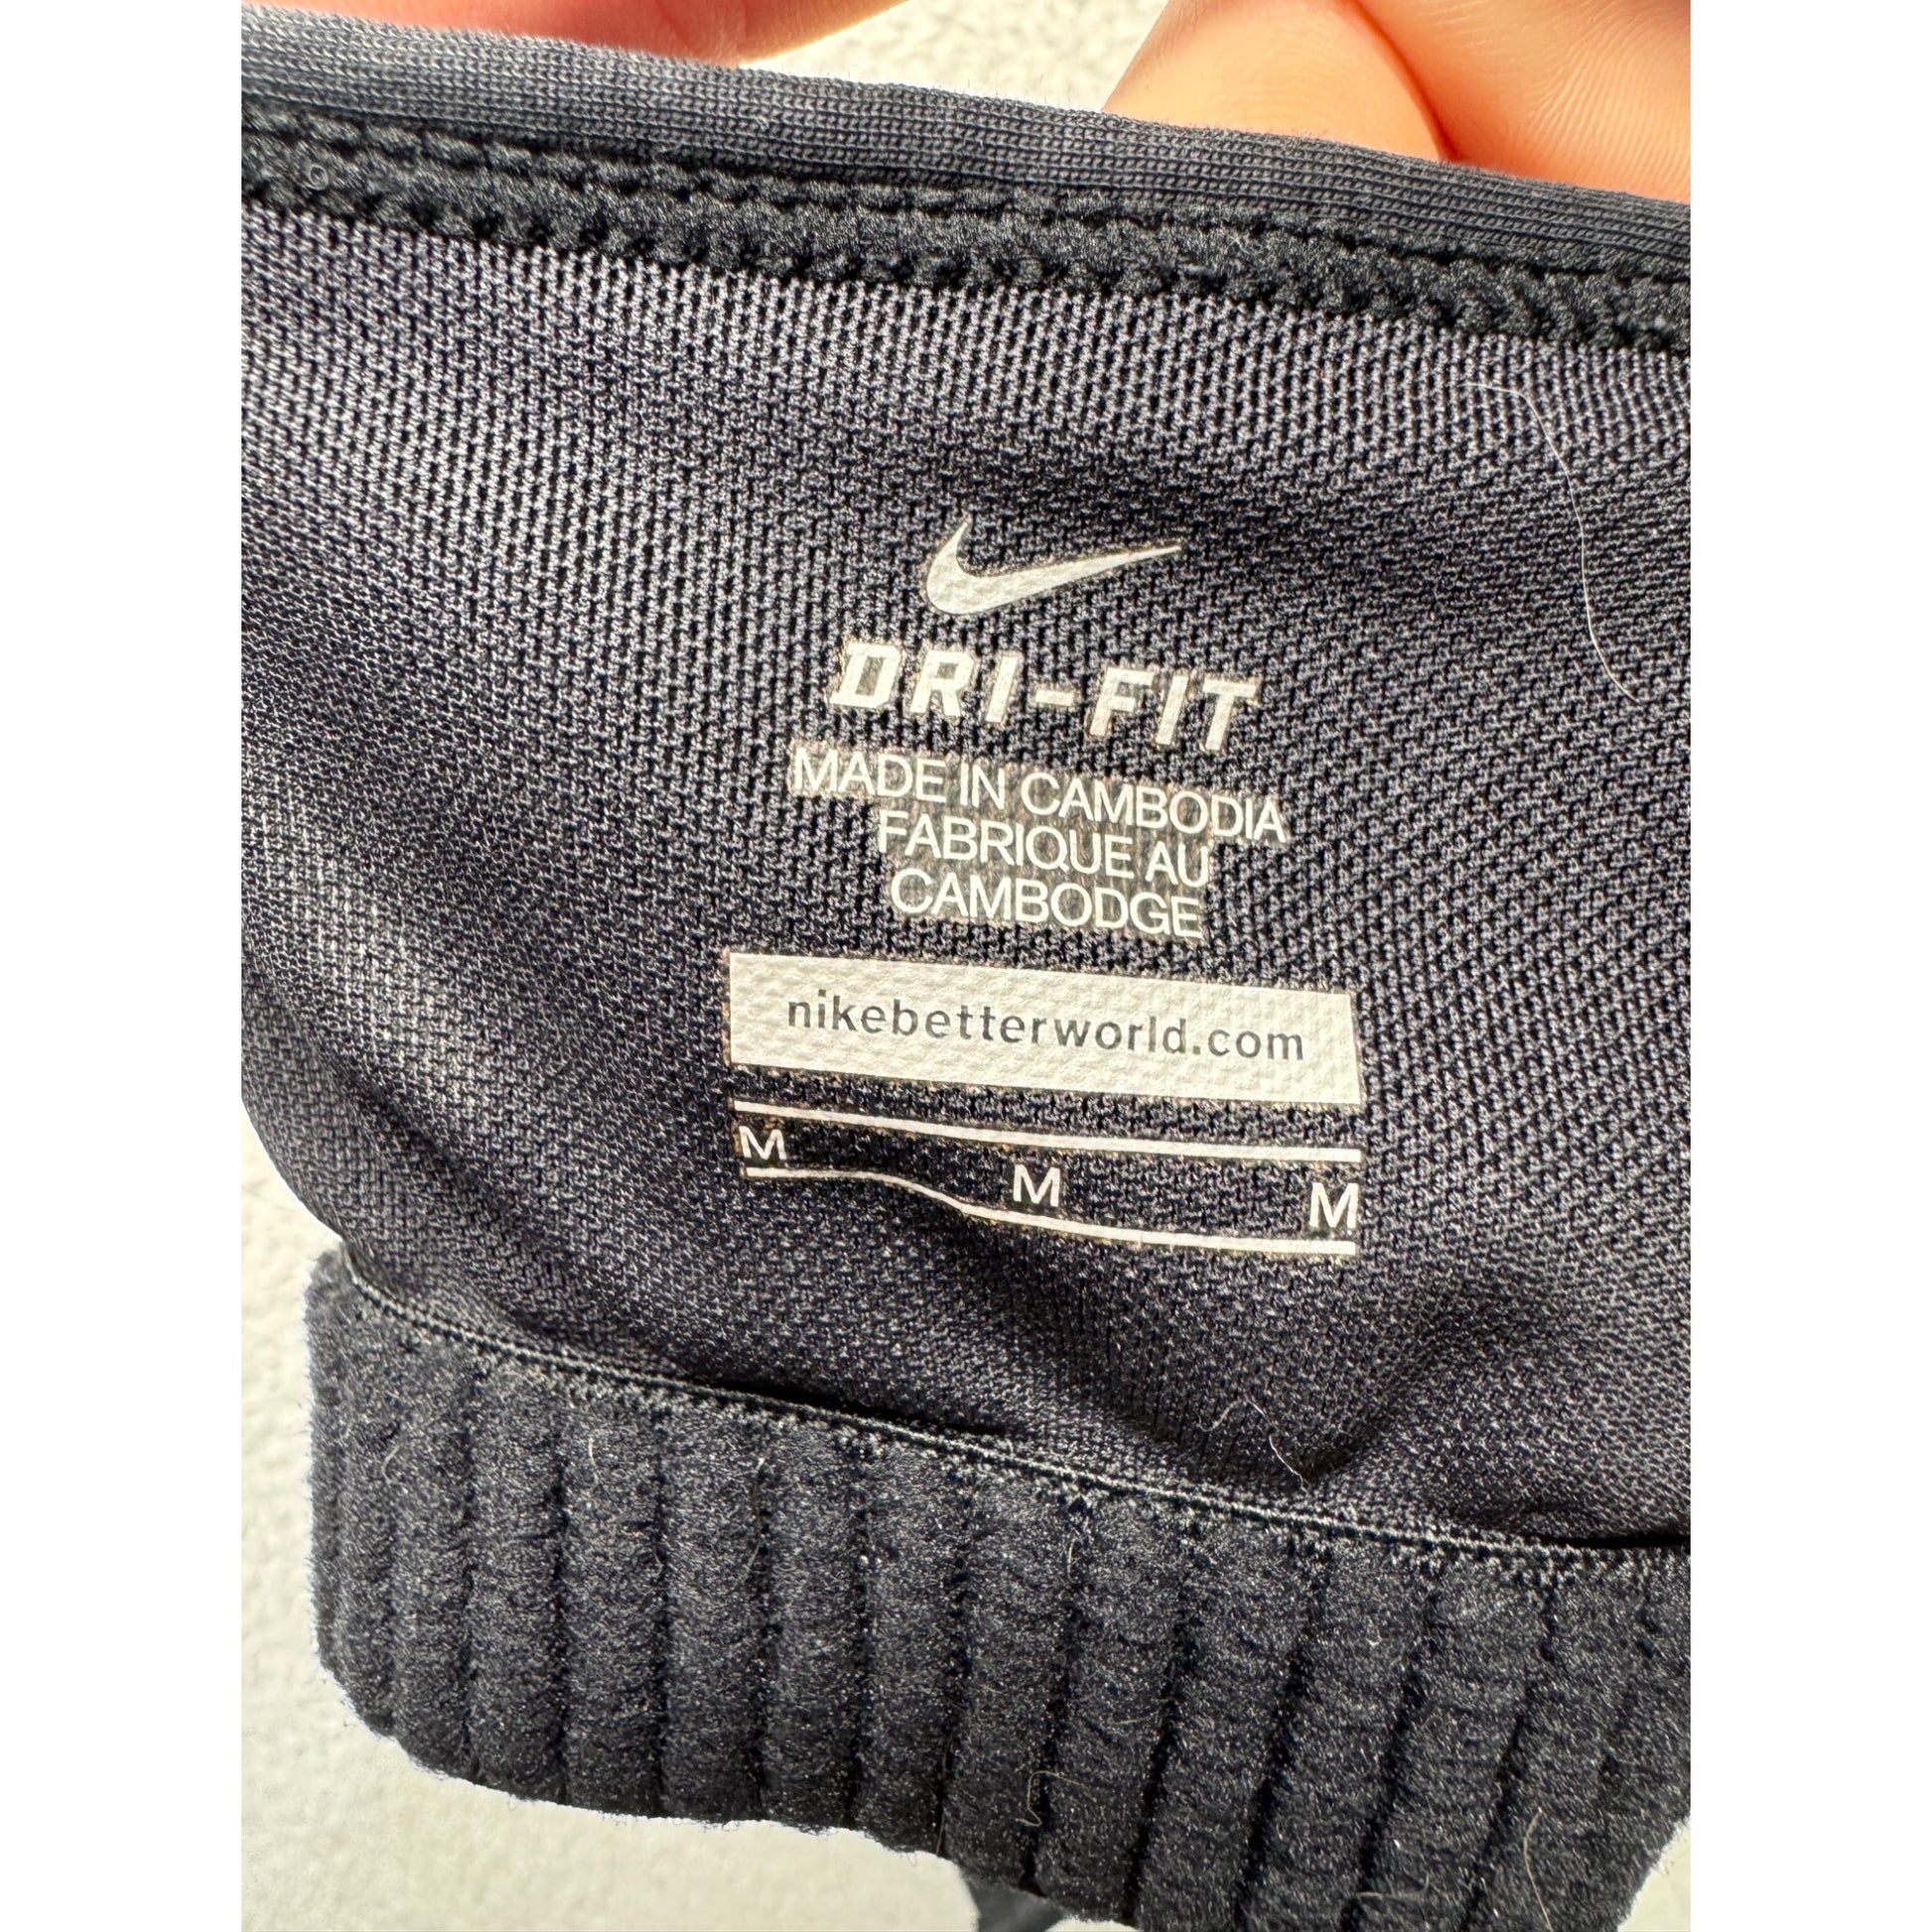 DRI-FIT
MADE IN CAMBODIA
FABRIQUE AU
CAMBODGE
nikebetterworld.com
M M M